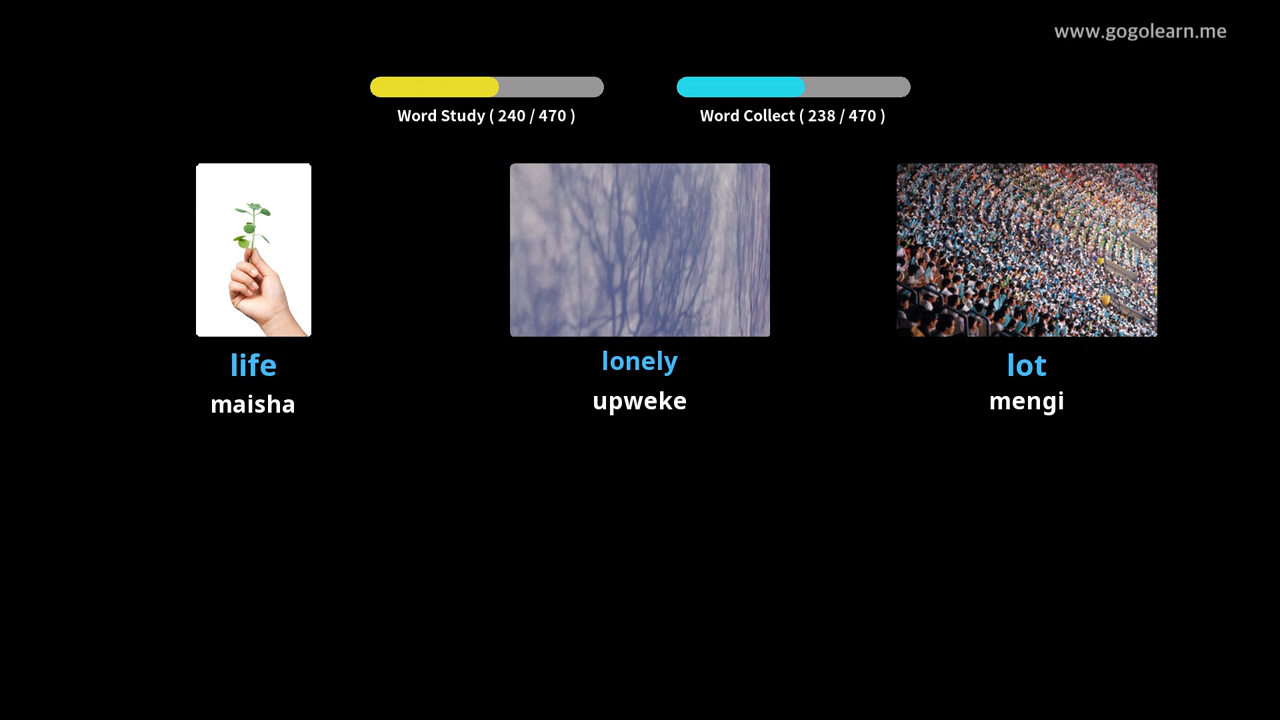 www.gogolearn.me
Word Study ( 240 / 470 )
Word Collect ( 238 / 470 )
life
maisha
lonely
upweke
lot
mengi